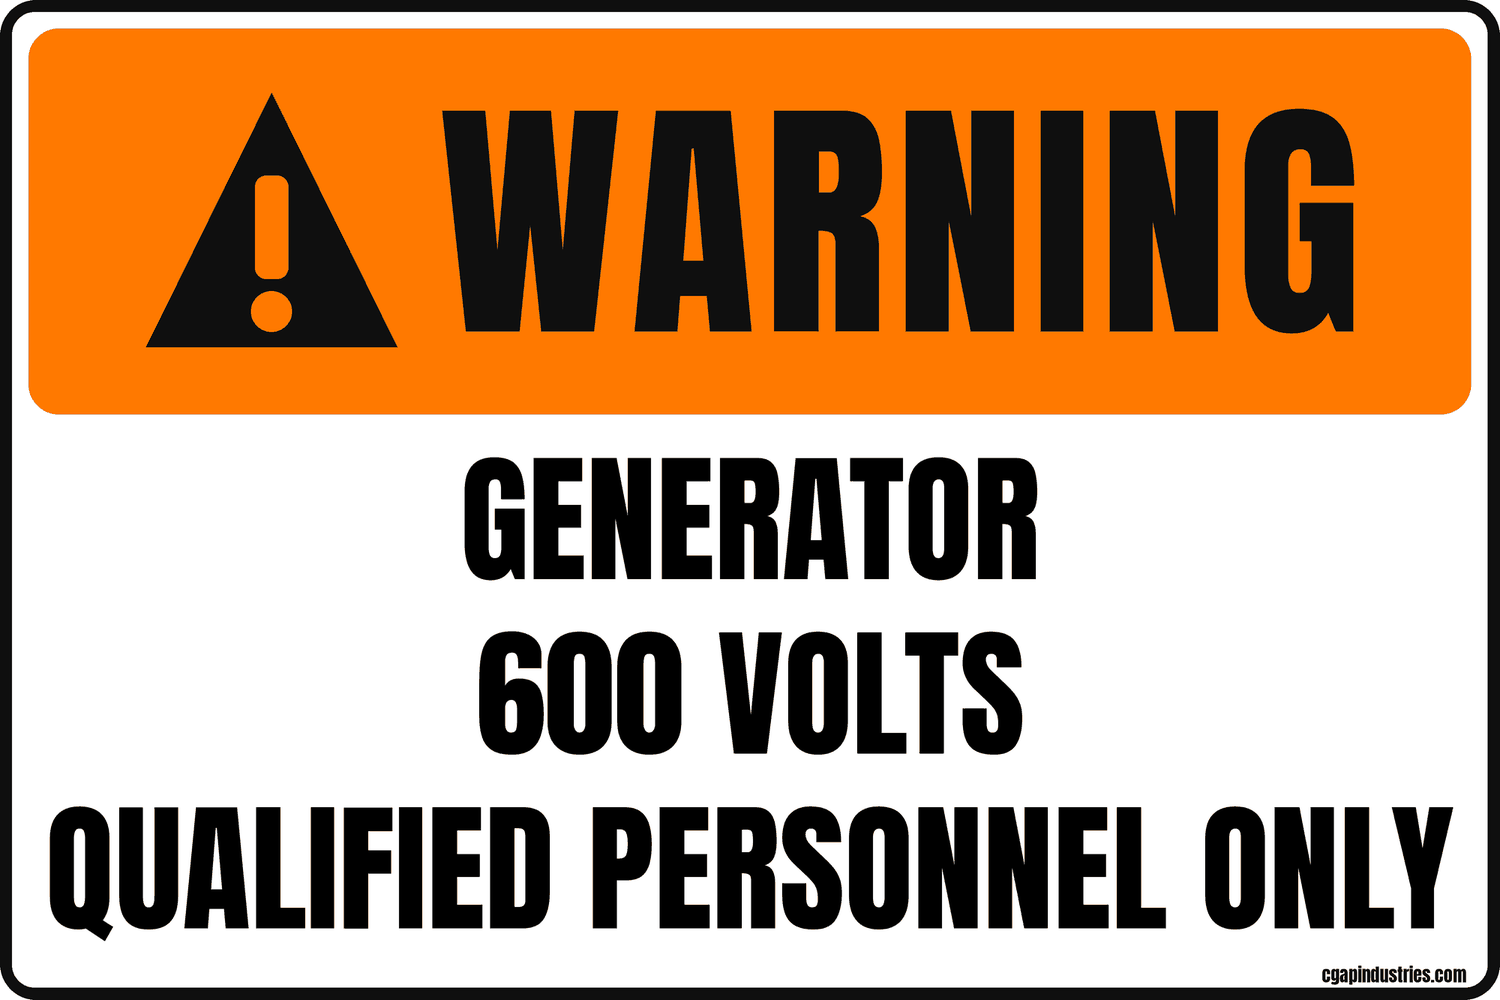 WARNING
GENERATOR
600 VOLTS
QUALIFIED PERSONNEL ONLY
cgapindustries.com